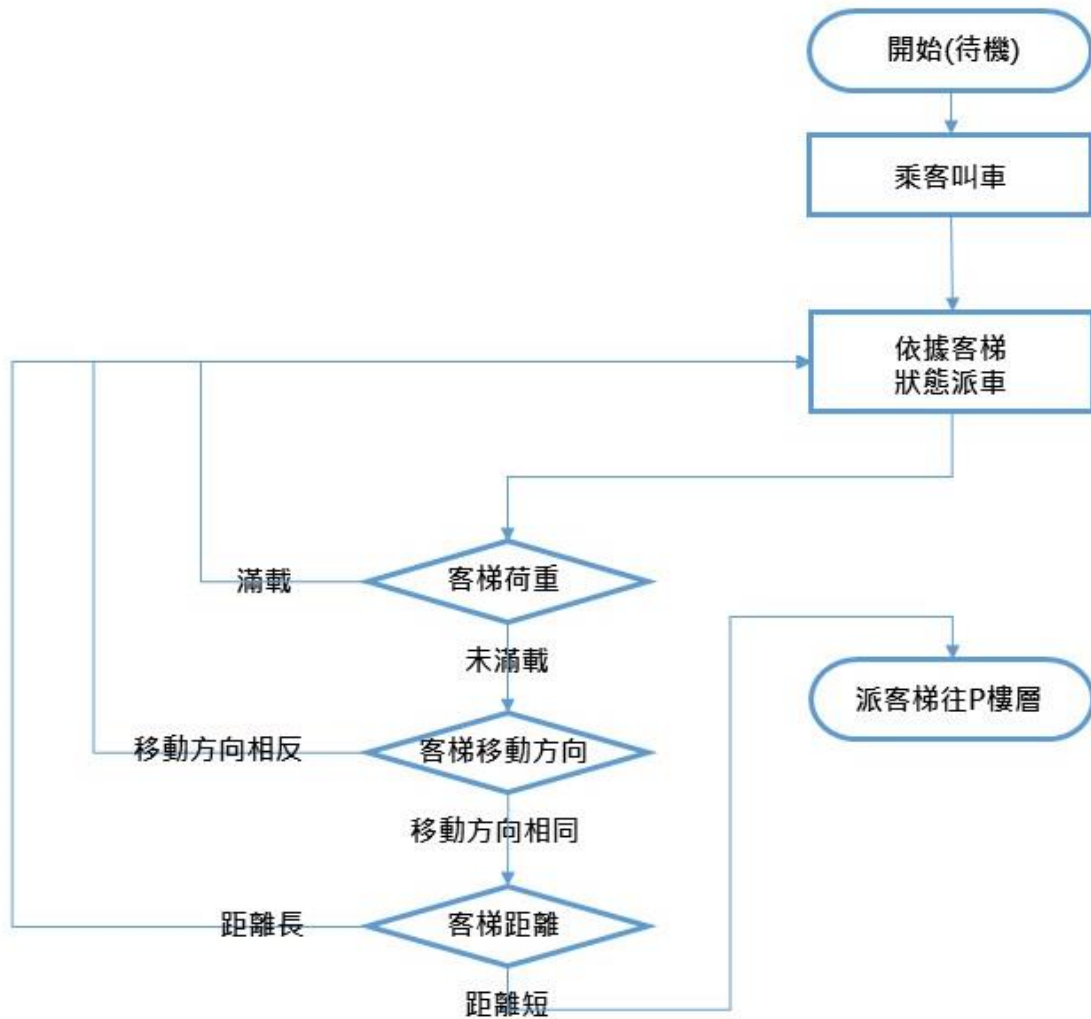 開始(待機)
乘客叫車
依據客梯
狀態派車
客梯荷重
滿載
未滿載
派客梯往P樓層
客梯移動方向
移動方向相反
移動方向相同
客梯距離
距離長
距離短